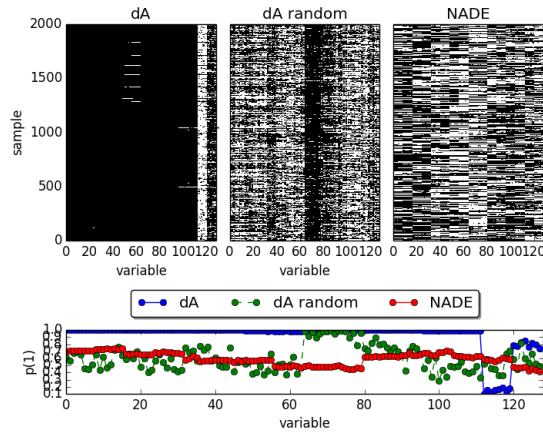 dA
dA random
NADE
2000
1500
1000
500
0
sample
0 20 40 60 80 100120
0 20 40 60 80 100120
0 20 40 60 80 100120
variable
variable
variable
dA
dA random
NADE
1.0
0.9
0.8
0.7
0.6
0.5
0.4
0.3
0.2
0.1
p(1)
0 20 40 60 80 100 120
variable